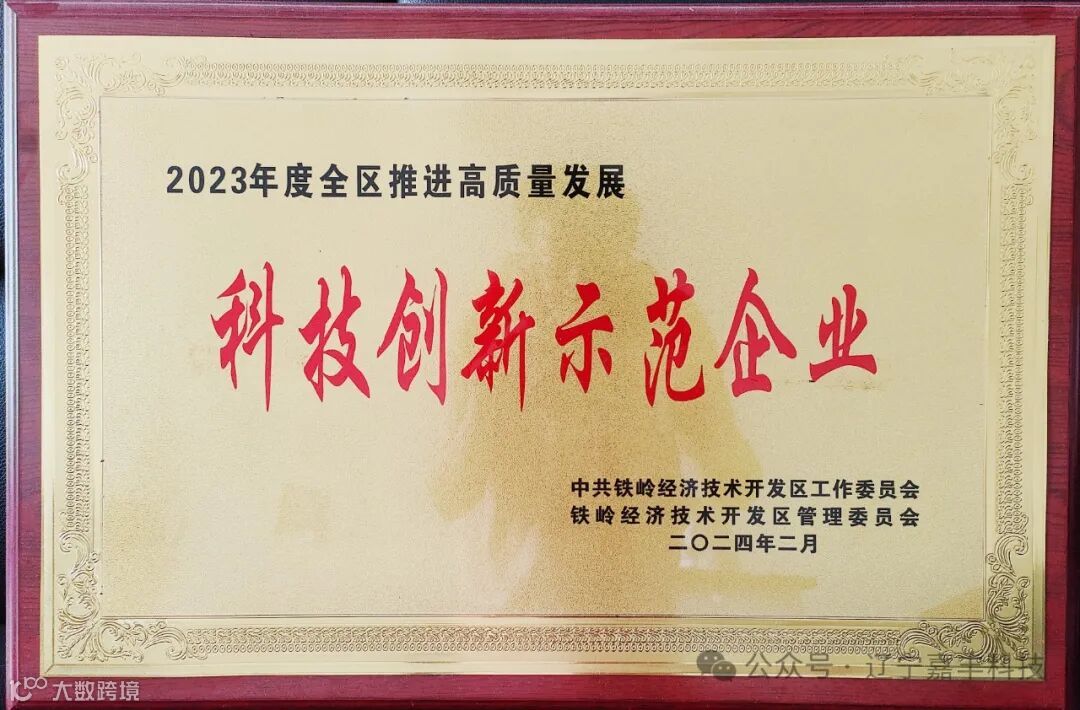 2023年度全区推进高质量发展
科技创新示范企业
中共铁岭经济技术开发区工作委员会
铁岭经济技术开发区管理委员会
二〇二四年二月
公众号·辽宁嘉丰科技
大数跨境